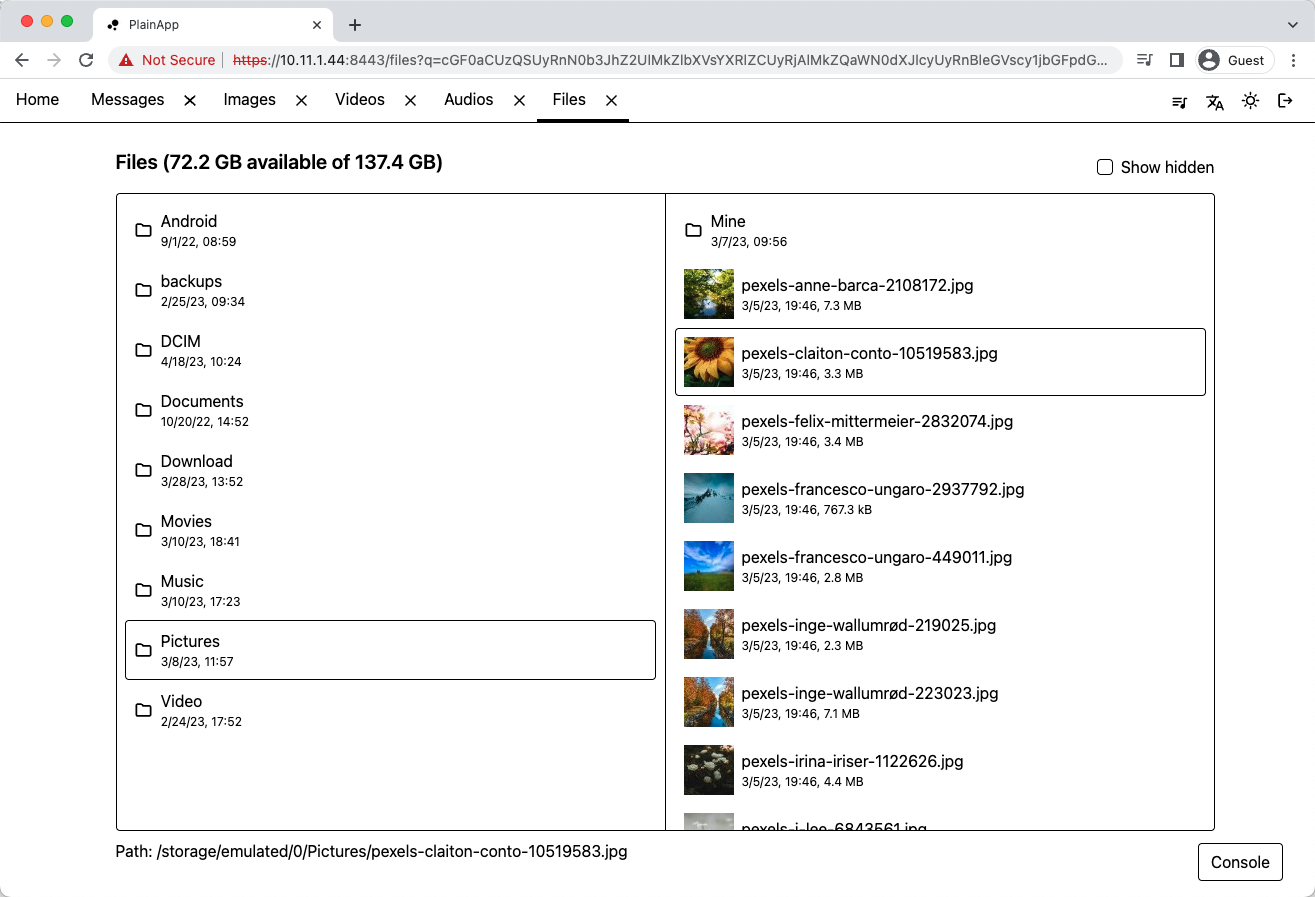 PlainApp
Not Secure
https://10.11.1.44:8443/files?q=cGF0aCUzQSUyRnN0b3JhZ2UlMkZlbXVsYXRlZCUyRjAlMkZQaWN0dXJlcyUyRnBleGVscy1jbGFpdG...
Guest
Home Messages Images Videos Audios Files
Files (72.2 GB available of 137.4 GB)
Show hidden
Android
9/1/22, 08:59
backups
2/25/23, 09:34
DCIM
4/18/23, 10:24
Documents
10/20/22, 14:52
Download
3/28/23, 13:52
Movies
3/10/23, 18:41
Music
3/10/23, 17:23
Pictures
3/8/23, 11:57
Video
2/24/23, 17:52
Mine
3/7/23, 09:56
pexels-anne-barca-2108172.jpg
3/5/23, 19:46, 7.3 MB
pexels-claiton-conto-10519583.jpg
3/5/23, 19:46, 3.3 MB
pexels-felix-mittermeier-2832074.jpg
3/5/23, 19:46, 3.4 MB
pexels-francesco-ungaro-2937792.jpg
3/5/23, 19:46, 767.3 kB
pexels-francesco-ungaro-449011.jpg
3/5/23, 19:46, 2.8 MB
pexels-inge-wallumrød-219025.jpg
3/5/23, 19:46, 2.3 MB
pexels-inge-wallumrød-223023.jpg
3/5/23, 19:46, 7.1 MB
pexels-irina-iriser-1122626.jpg
3/5/23, 19:46, 4.4 MB
Path: /storage/emulated/0/Pictures/pexels-claiton-conto-10519583.jpg
Console